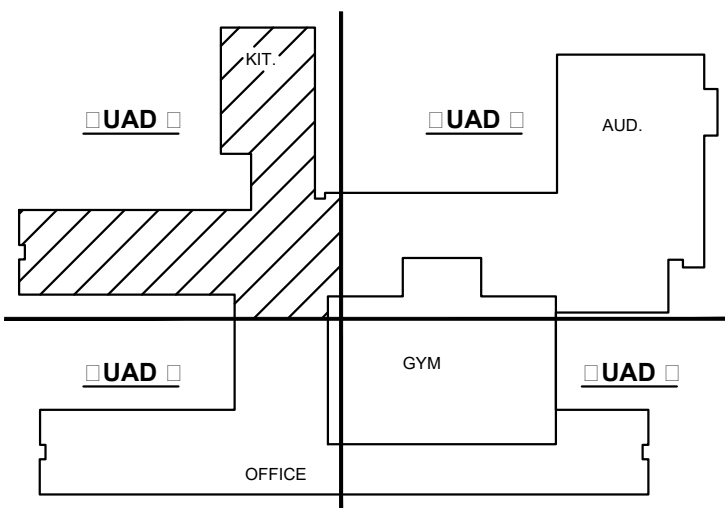 KIT.
□UAD □
□UAD □
AUD.
□UAD □
GYM
□UAD □
OFFICE